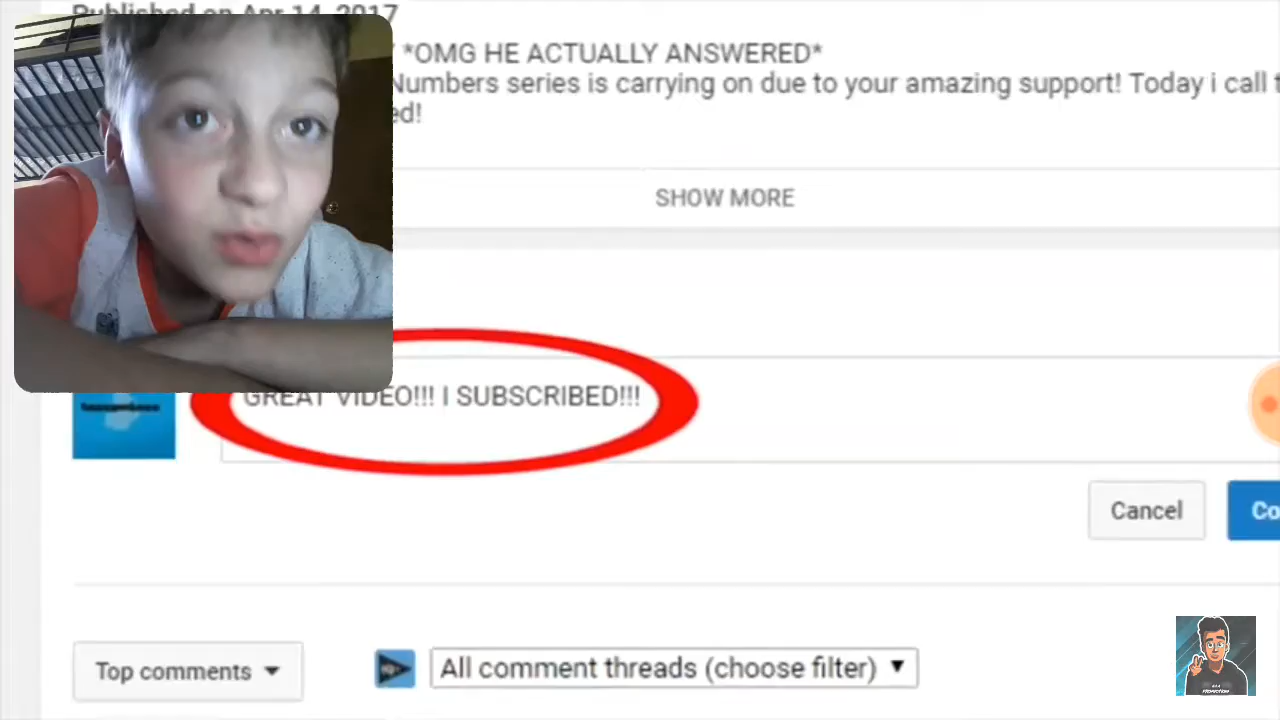 Published on Apr 14, 2017
*OMG HE ACTUALLY ANSWERED*
Numbers series is carrying on due to your amazing support! Today i call
ed!
SHOW MORE
GREAT VIDEO!!! I SUBSCRIBED!!!
Cancel
Co
Top comments
All comment threads (choose filter)